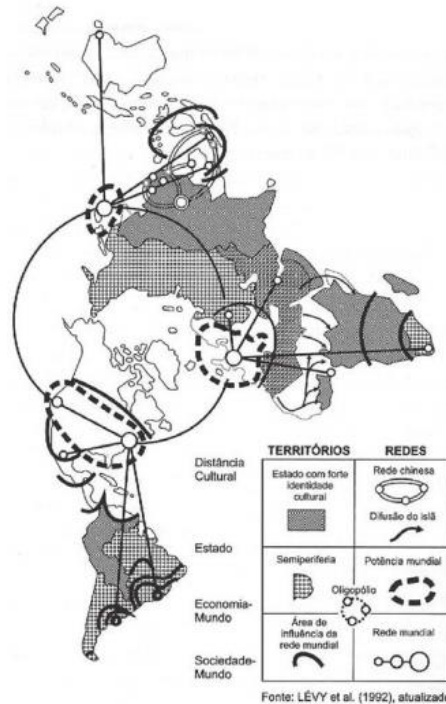 TERRITÓRIOS
REDES
Distância
Cultural
Estado com forte
identidade
cultural
Rede chinesa
Difusão do islã
Estado
Semiperiferia
Potência mundial
Oligopólio
Economia-
Mundo
Área de
influência da
rede mundial
Rede mundial
Sociedade-
Mundo
Fonte: LÉVY et al. (1992), atualizado